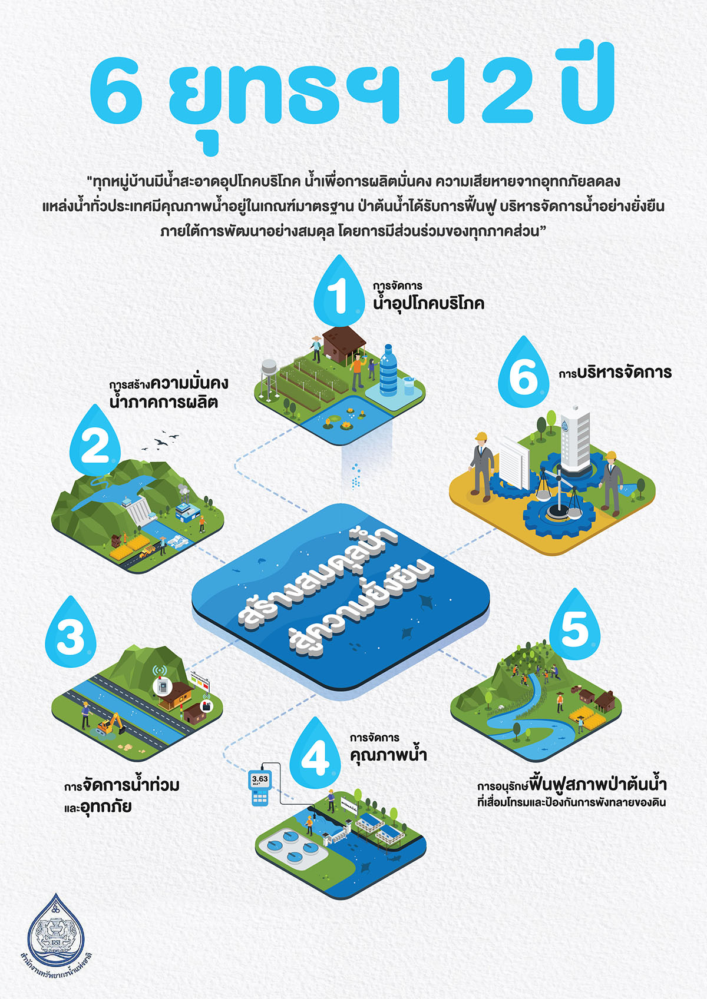 6 ยุทธฯ 12 ปี
"ทุกหมู่บ้านมีน้ำสะอาดอุปโภคบริโภค น้ำเพื่อการผลิตมั่นคง ความเสียหายจากอุทกภัยลดลง
แหล่งน้ำทั่วประเทศมีคุณภาพน้ำอยู่ในเกณฑ์มาตรฐาน ป่าต้นน้ำได้รับการฟื้นฟู บริหารจัดการน้ำอย่างยั่งยืน
ภายใต้การพัฒนาอย่างสมดุล โดยการมีส่วนร่วมของทุกภาคส่วน”
1
การจัดการ
น้ำอุปโภคบริโภค
2
การสร้างความมั่นคง
น้ำภาคการผลิต
6
การบริหารจัดการ
สร้างสมดุลน้ำ
สู่ความยั่งยืน
3
การจัดการน้ำท่วม
และอุทกภัย
5
การอนุรักษ์ฟื้นฟูสภาพป่าต้นน้ำ
ที่เสื่อมโทรมและป้องกันการพังทลายของดิน
4
การจัดการ
คุณภาพน้ำ
3.63
23.2°
สำนักงานทรัพยากรน้ำแห่งชาติ